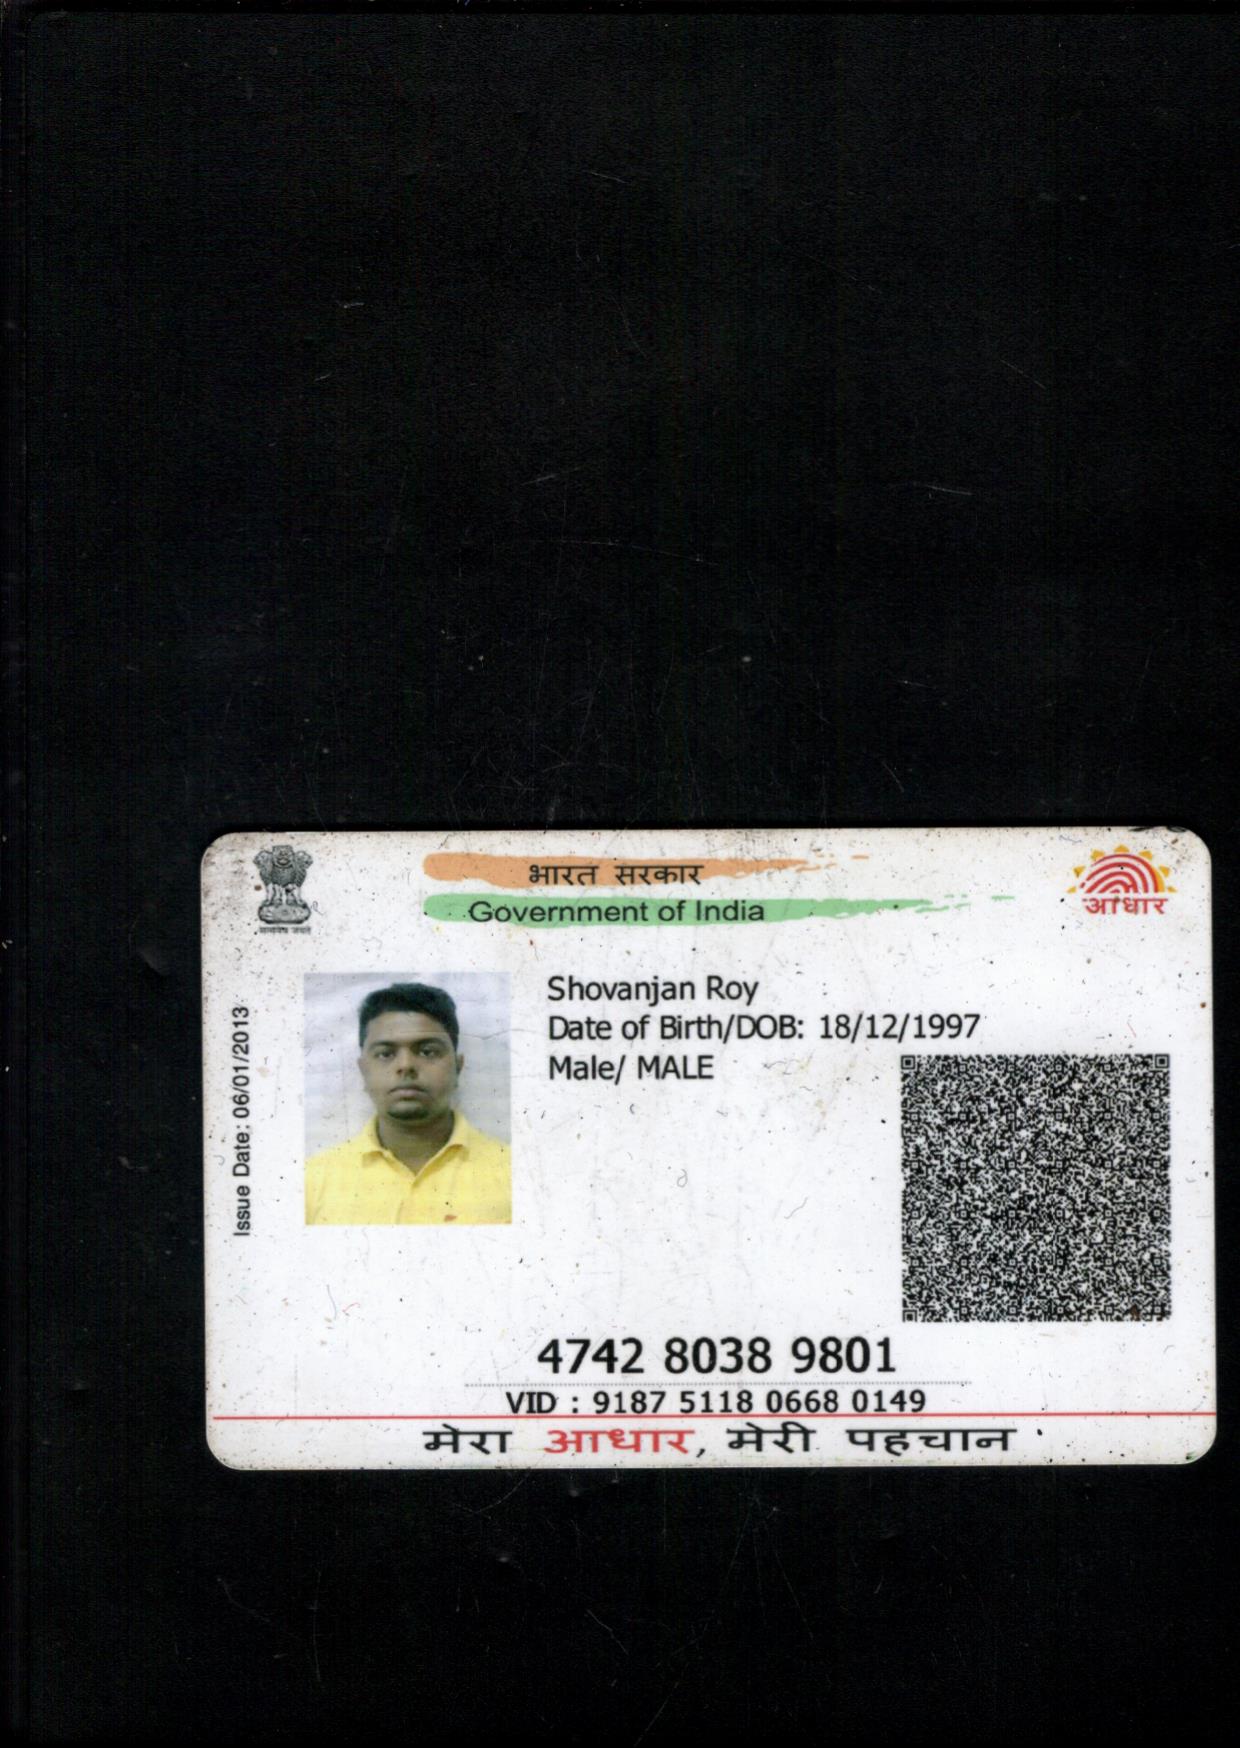 भारत सरकार
Government of India
आधार
Issue Date: 06/01/2013
Shovanjan Roy
Date of Birth/DOB: 18/12/1997
Male/ MALE
4742 8038 9801
VID : 9187 5118 0668 0149
मेरा आधार, मेरी पहचान